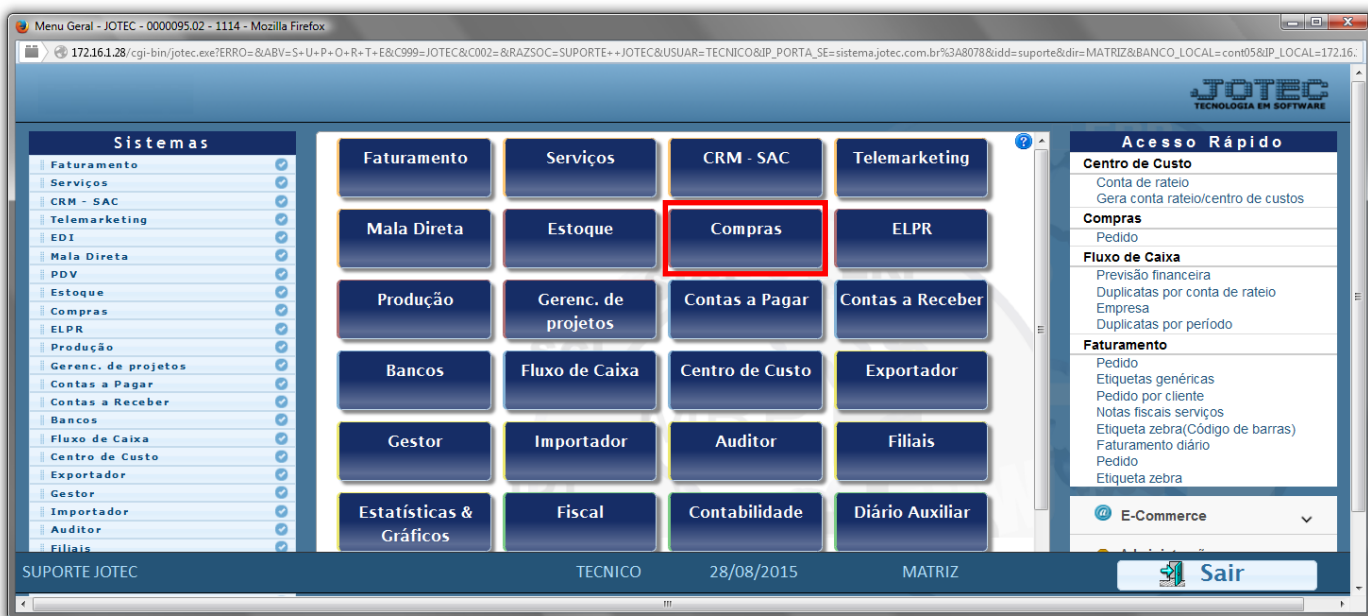 Menu Geral - JOTEC - 0000095.02 - 1114 - Mozilla Firefox
172.16.1.28/cgi-bin/jotec.exe?ERRO=&ABV=S+U+P+O+R+T+E&C999=JOTEC&C002=&RAZSOC=SUPORTE++JOTEC&USUAR=TECNICO&IP_PORTA_SE=sistema.jotec.com.br%3A8078&idd=suporte&dir=MATRIZ&BANCO_LOCAL=cont05&IP_LOCAL=172.16.
JOTEC
TECNOLOGIA EM SOFTWARE
Sistemas
Faturamento
Serviços
CRM - SAC
Telemarketing
EDI
Mala Direta
PDV
Estoque
Compras
ELPR
Produção
Gerenc. de projetos
Contas a Pagar
Contas a Receber
Bancos
Fluxo de Caixa
Centro de Custo
Exportador
Gestor
Importador
Auditor
Filiais
Faturamento
Serviços
CRM - SAC
Telemarketing
Mala Direta
Estoque
Compras
ELPR
Produção
Gerenc. de
projetos
Contas a Pagar
Contas a Receber
Bancos
Fluxo de Caixa
Centro de Custo
Exportador
Gestor
Importador
Auditor
Filiais
Estatísticas &
Gráficos
Fiscal
Contabilidade
Diário Auxiliar
Acesso Rápido
Centro de Custo
Conta de rateio
Gera conta rateio/centro de custos
Compras
Pedido
Fluxo de Caixa
Previsão financeira
Duplicatas por conta de rateio
Empresa
Duplicatas por período
Faturamento
Pedido
Etiquetas genéricas
Pedido por cliente
Notas fiscais serviços
Etiqueta zebra(Código de barras)
Faturamento diário
Pedido
Etiqueta zebra
E-Commerce
SUPORTE JOTEC
TECNICO
28/08/2015
MATRIZ
Sair